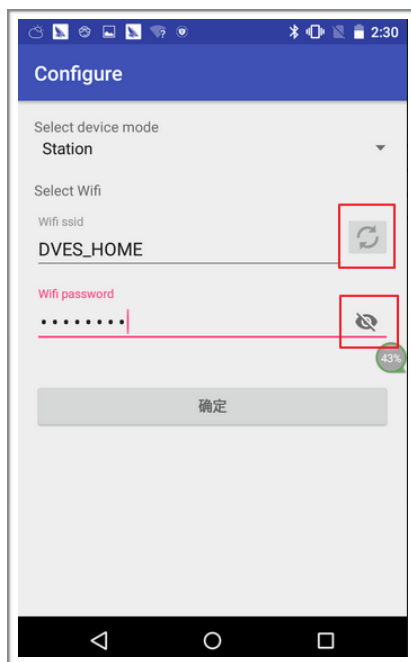 2:30
Configure
Select device mode
Station
Select Wifi
Wifi ssid
DVES_HOME
Wifi password
••••••••
43%
确定